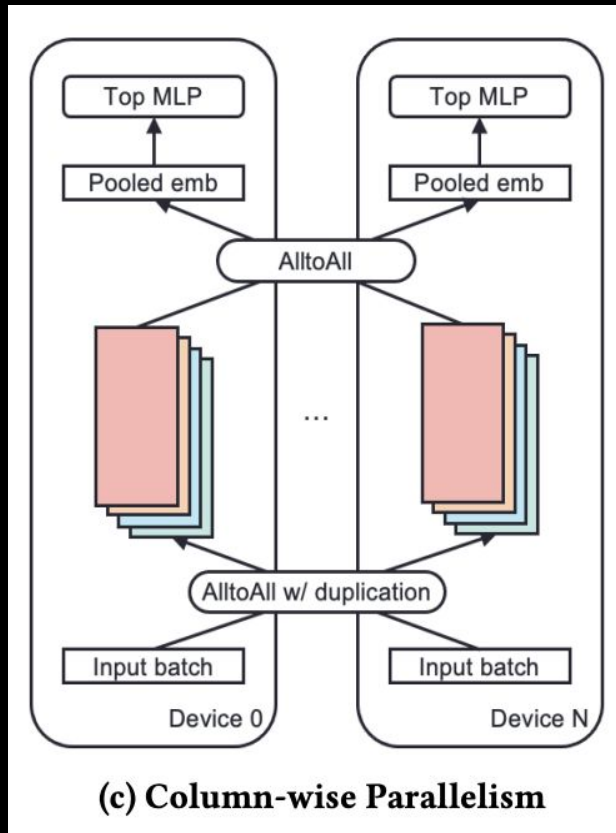 Top MLP
Top MLP
Pooled emb
Pooled emb
AlltoAll
...
AlltoAll w/ duplication
Input batch
Input batch
Device 0
Device N
(c) Column-wise Parallelism